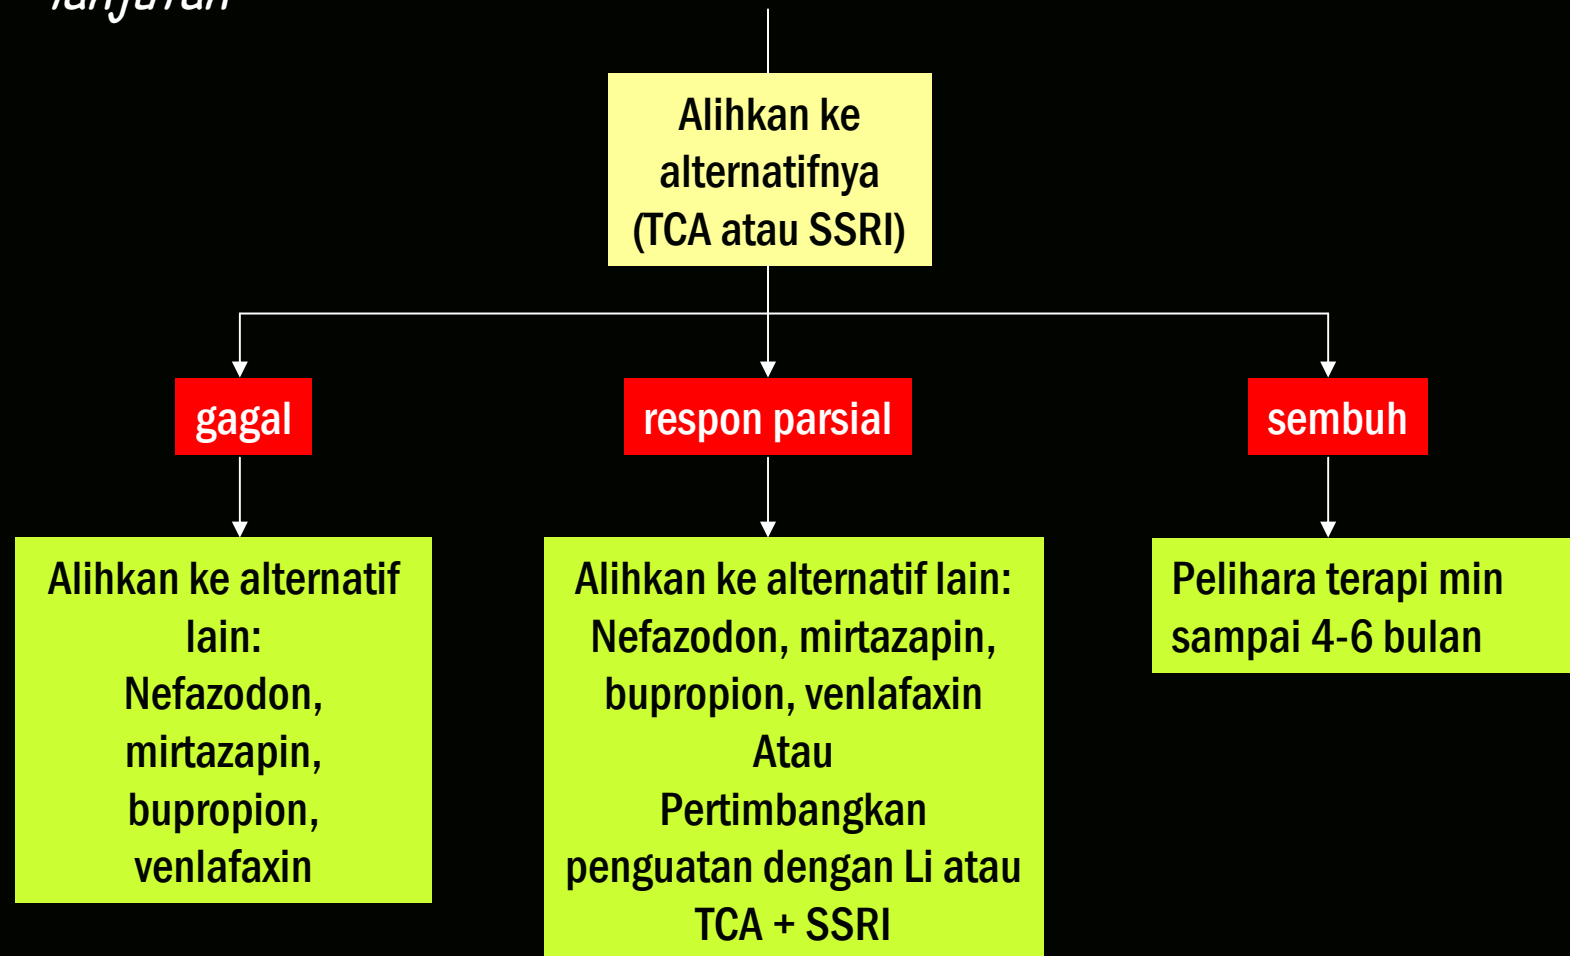 lanjutan
Alihkan ke
alternatifnya
(TCA atau SSRI)
gagal
respon parsial
sembuh
Alihkan ke alternatif
lain:
Nefazodon,
mirtazapin,
bupropion,
venlafaxin
Alihkan ke alternatif lain:
Nefazodon, mirtazapin,
bupropion, venlafaxin
Atau
Pertimbangkan
penguatan dengan Li atau
TCA + SSRI
Pelihara terapi min
sampai 4-6 bulan